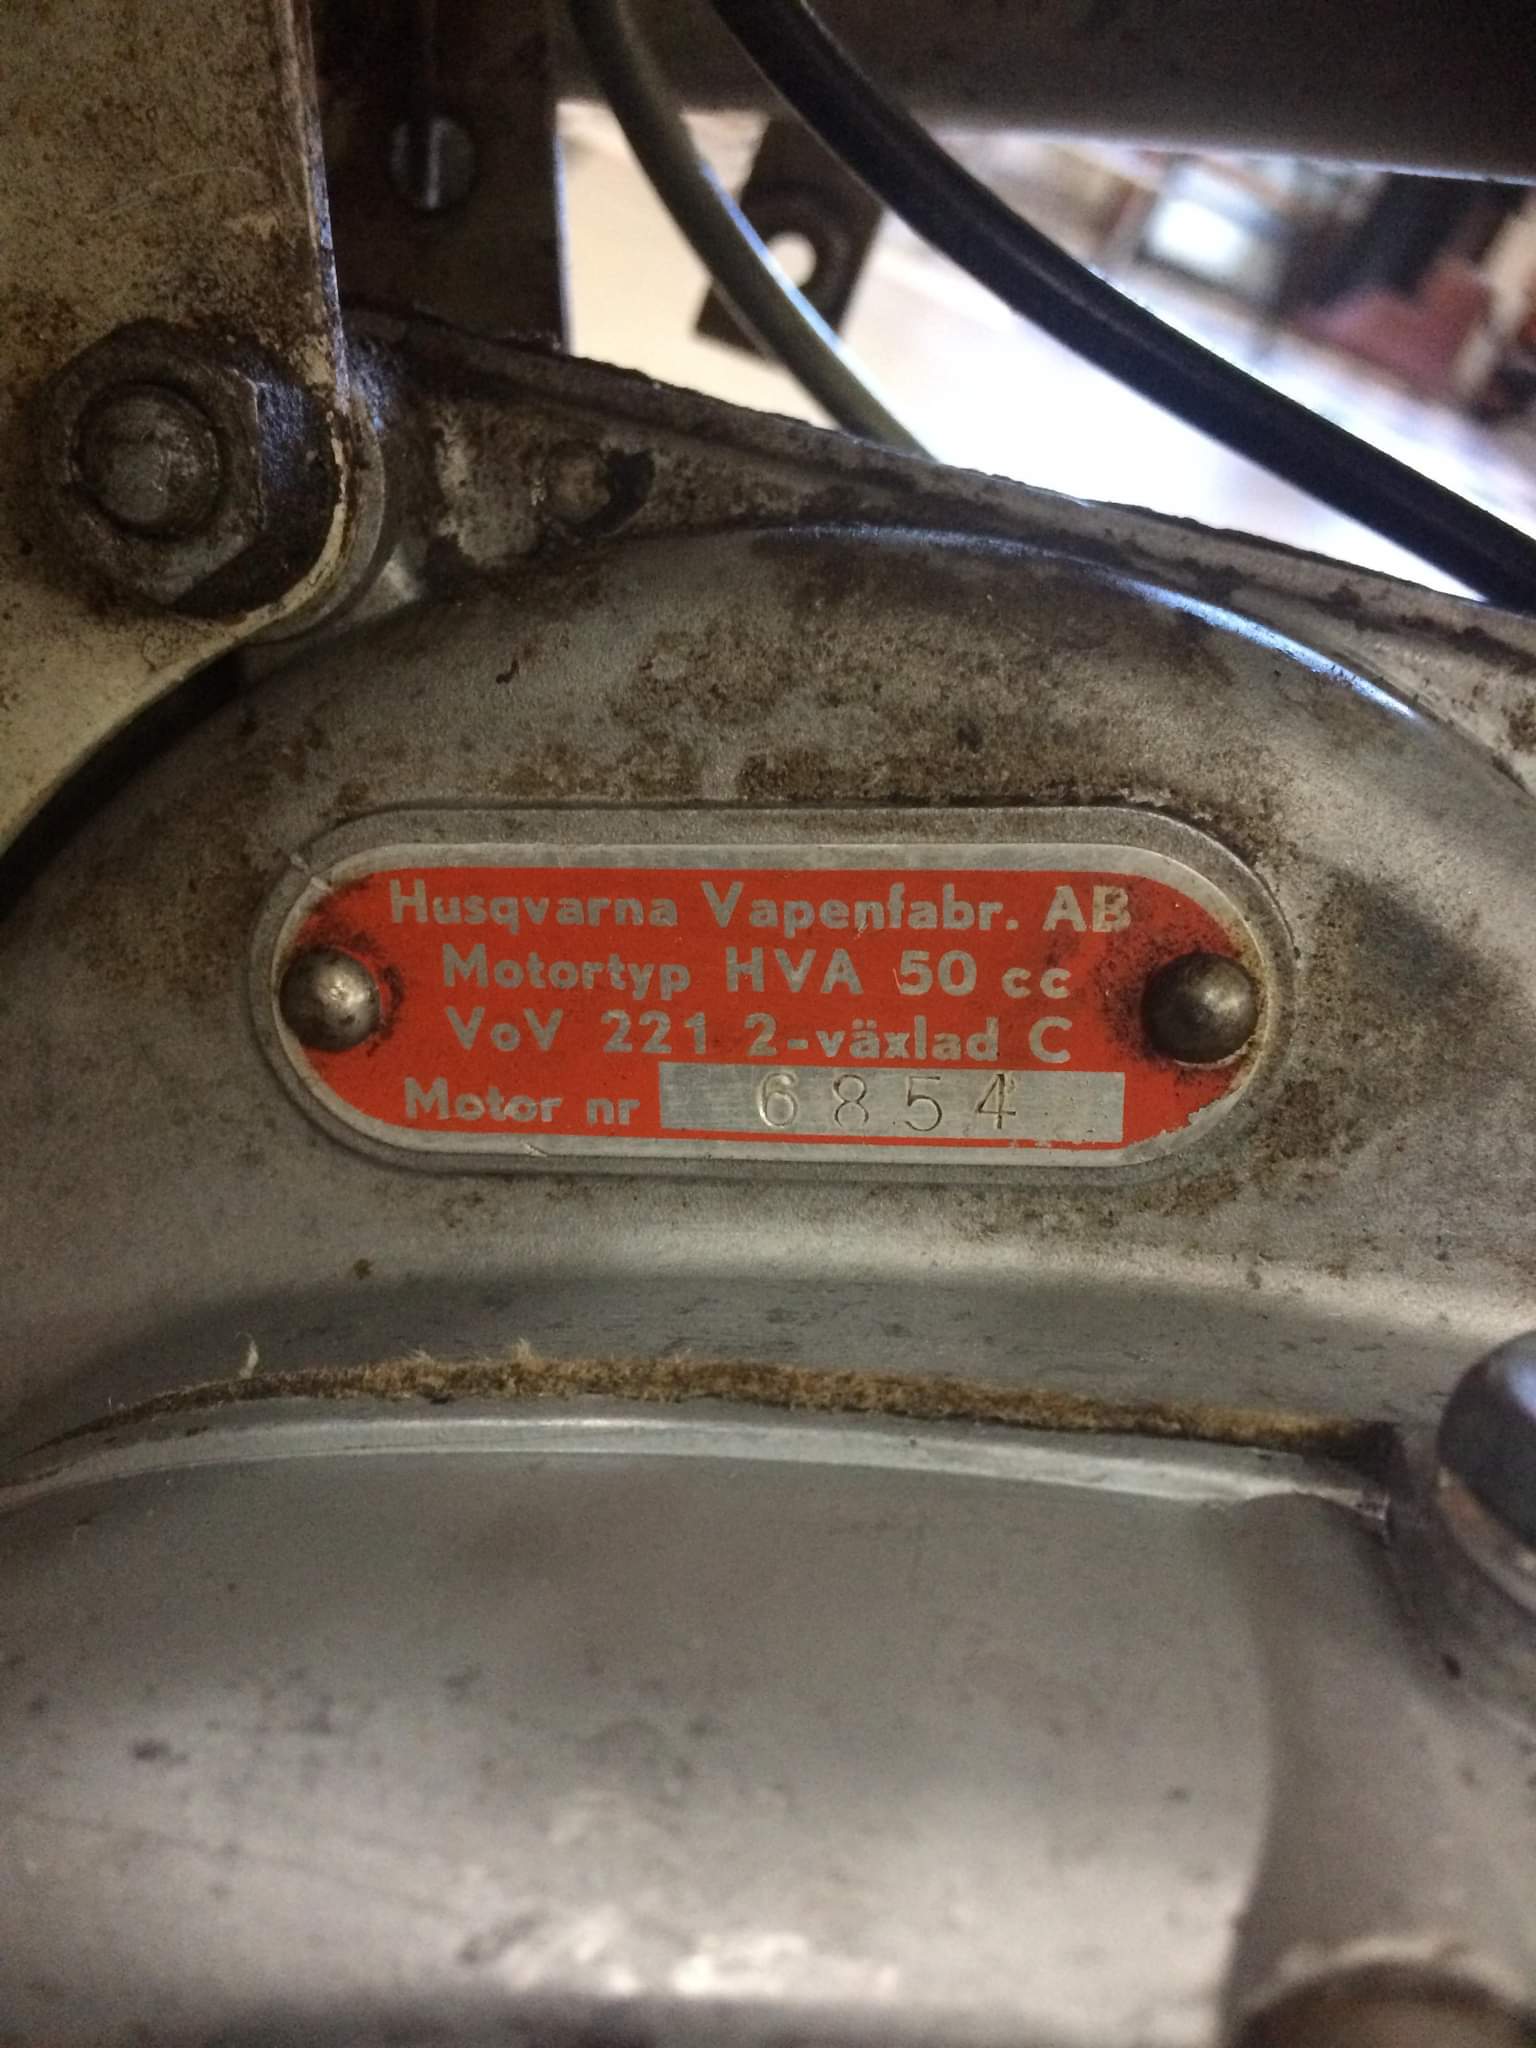 Husqvarna Vapenfabr. AB
Motortyp HVA 50 cc
VoV 221 2-växlad C
Motor nr 6854